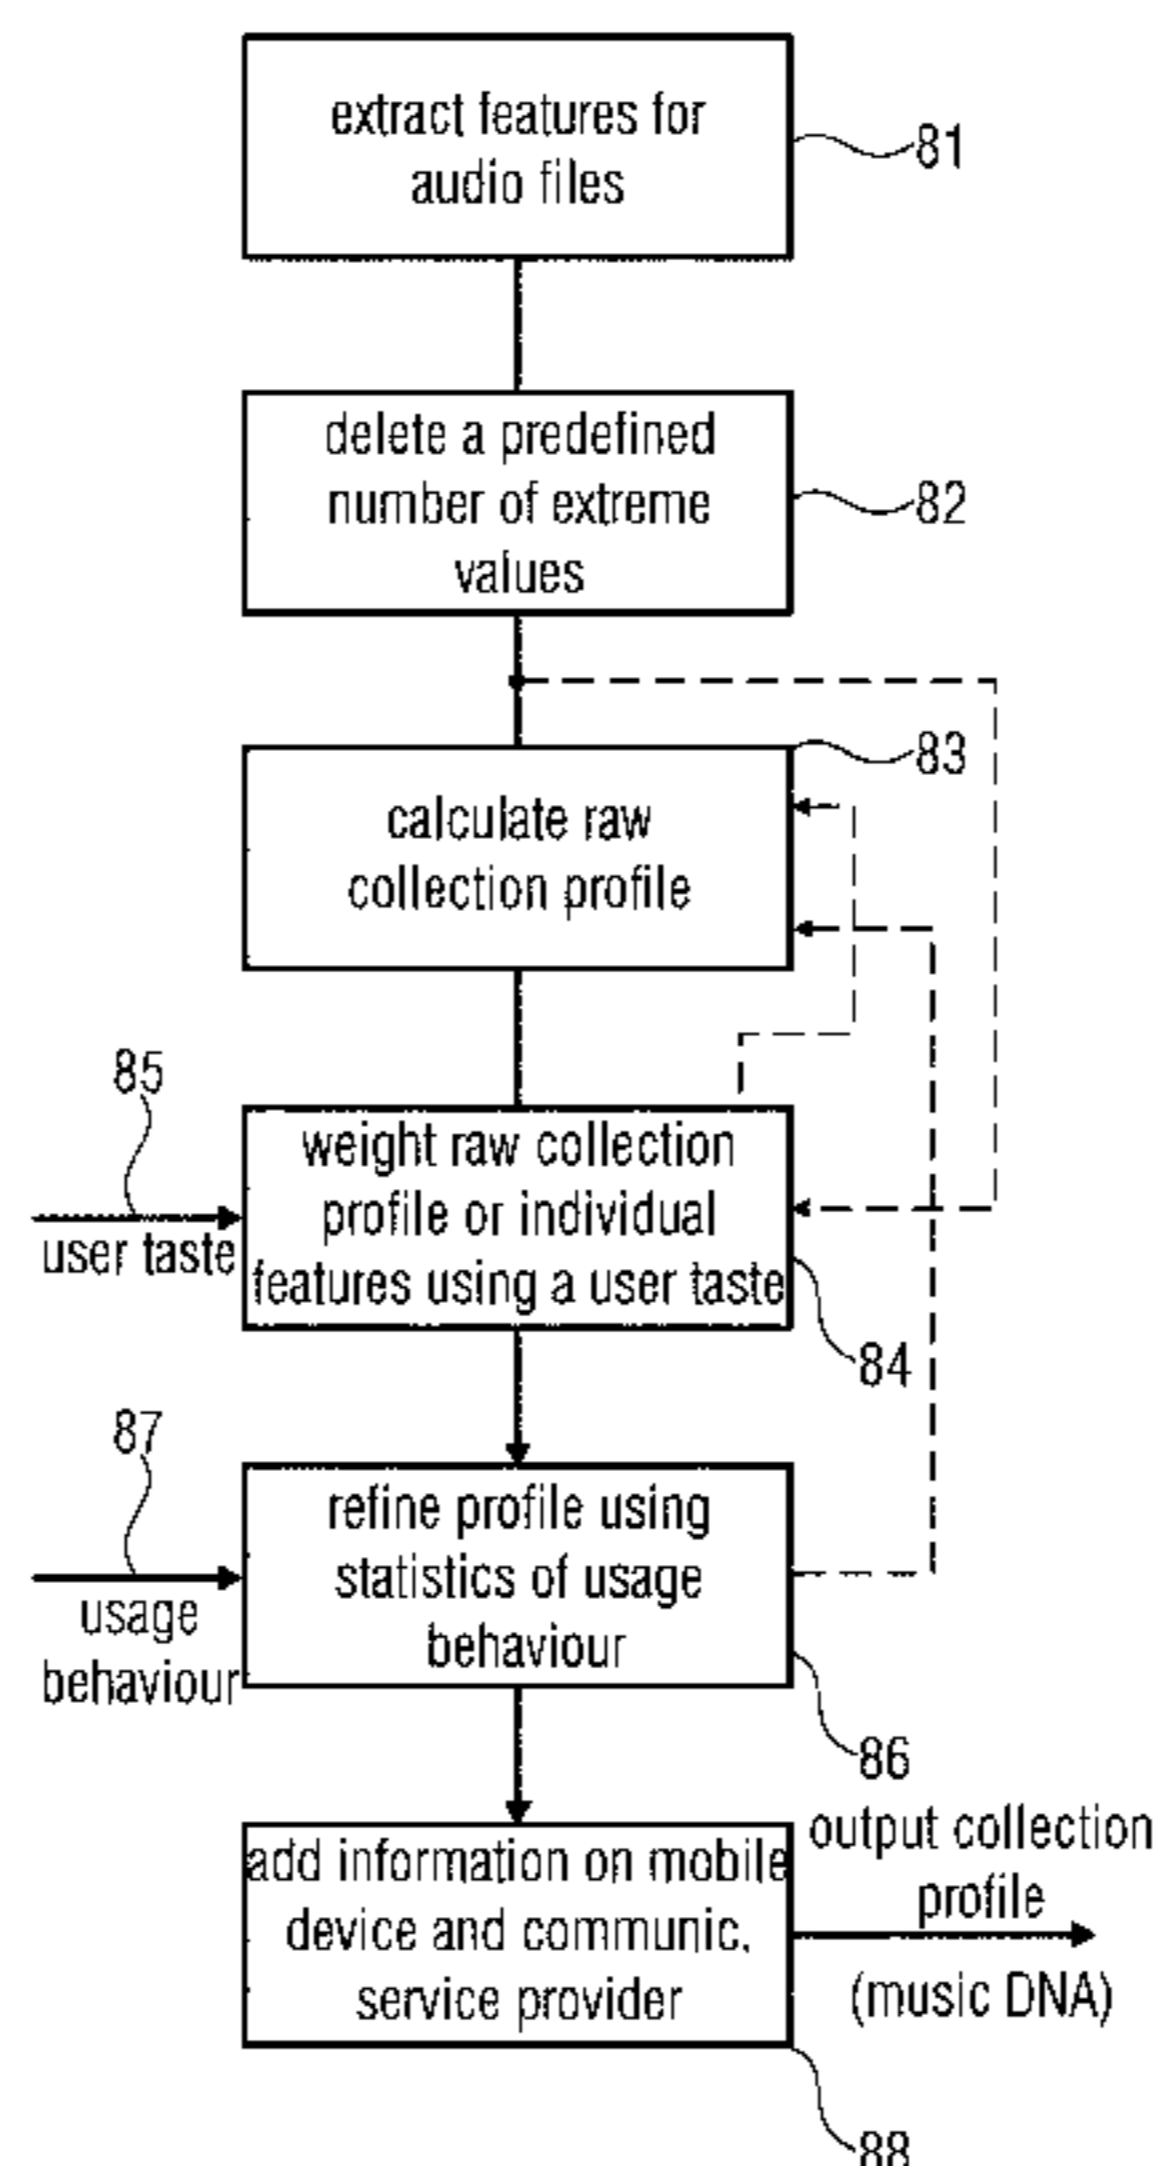 extract features for
audio files
81
delete a predefined
number of extreme
values
82
83
calculate raw
collection profile
85
user taste
weight raw collection
profile or individual
features using a user taste
84
87
usage
behaviour
refine profile using
statistics of usage
behaviour
86
add information on mobile
device and communic.
service provider
output collection
profile
(music DNA)
88